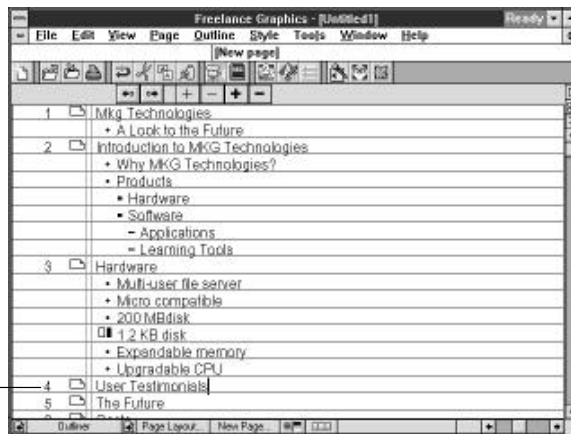 Freelance Graphics - [Untitled1] Ready
File Edit View Page Outline Style Tools Window Help
[New page]
1 Mkg Technologies
• A Look to the Future
2 Introduction to MKG Technologies
• Why MKG Technologies?
• Products
▪ Hardware
▪ Software
– Applications
– Learning Tools
3 Hardware
• Multi-user file server
• Micro compatible
• 200 MBdisk
1.2 KB disk
• Expandable memory
• Upgradable CPU
4 User Testimonials
5 The Future
Outliner Page Layout... New Page...